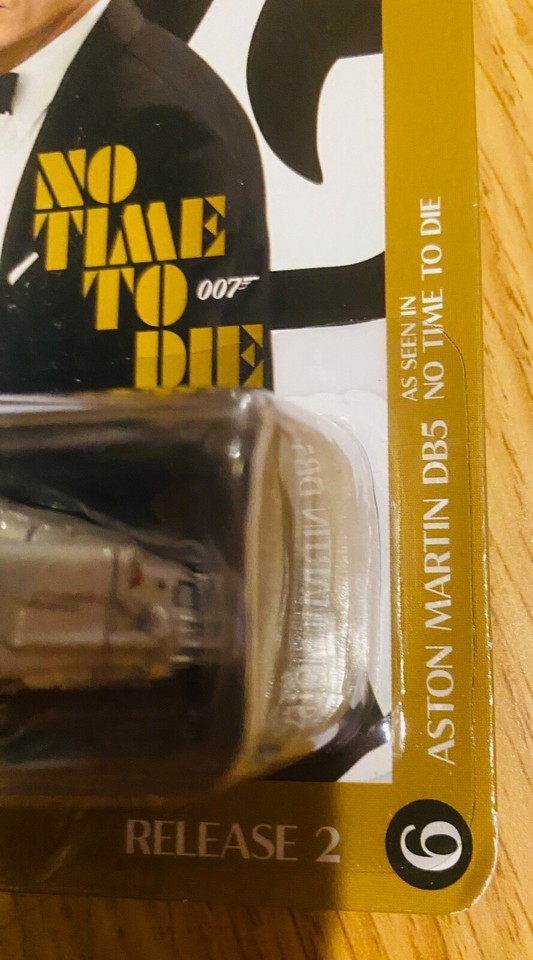 NO
TIME
TO
DIE
007
AS SEEN IN
NO TIME TO DIE
ASTON MARTIN DB5
RELEASE 2
6